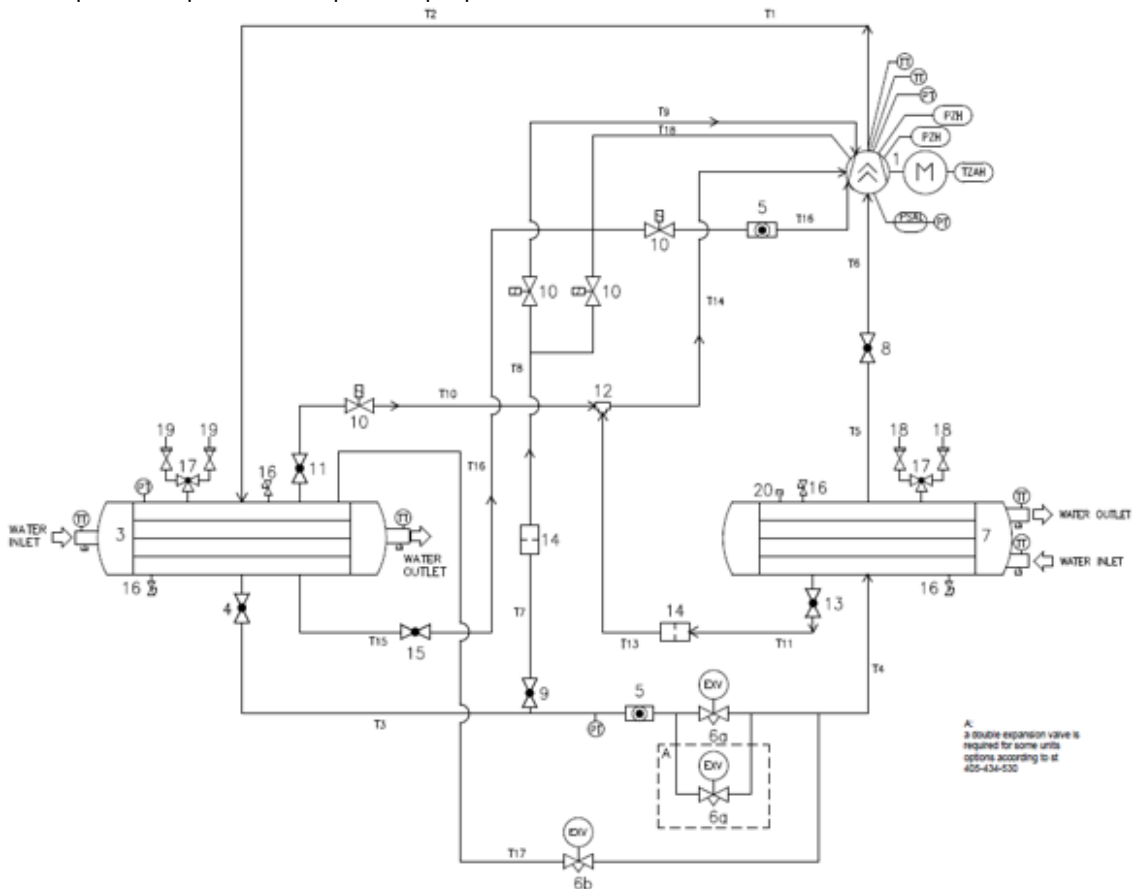 T2
T1
TT
TT
PT
PZH
PZH
1
M
TZAH
PSAL
PT
T9
T18
5
T16
10
T6
10
10
T14
8
T8
12
T10
10
T5
19
19
17
16
11
T16
18
18
17
PT
20
16
TT
TT
TT
WATER OUTLET
WATER
INLET
3
14
7
WATER
OUTLET
TT
WATER INLET
16
4
T7
14
13
16
T15
15
T13
T11
T4
9
EXV
T3
5
PT
6a
A
EXV
6a
A:
a double expansion valve is
required for some units
options according to st
405-434-530
EXV
T17
6b